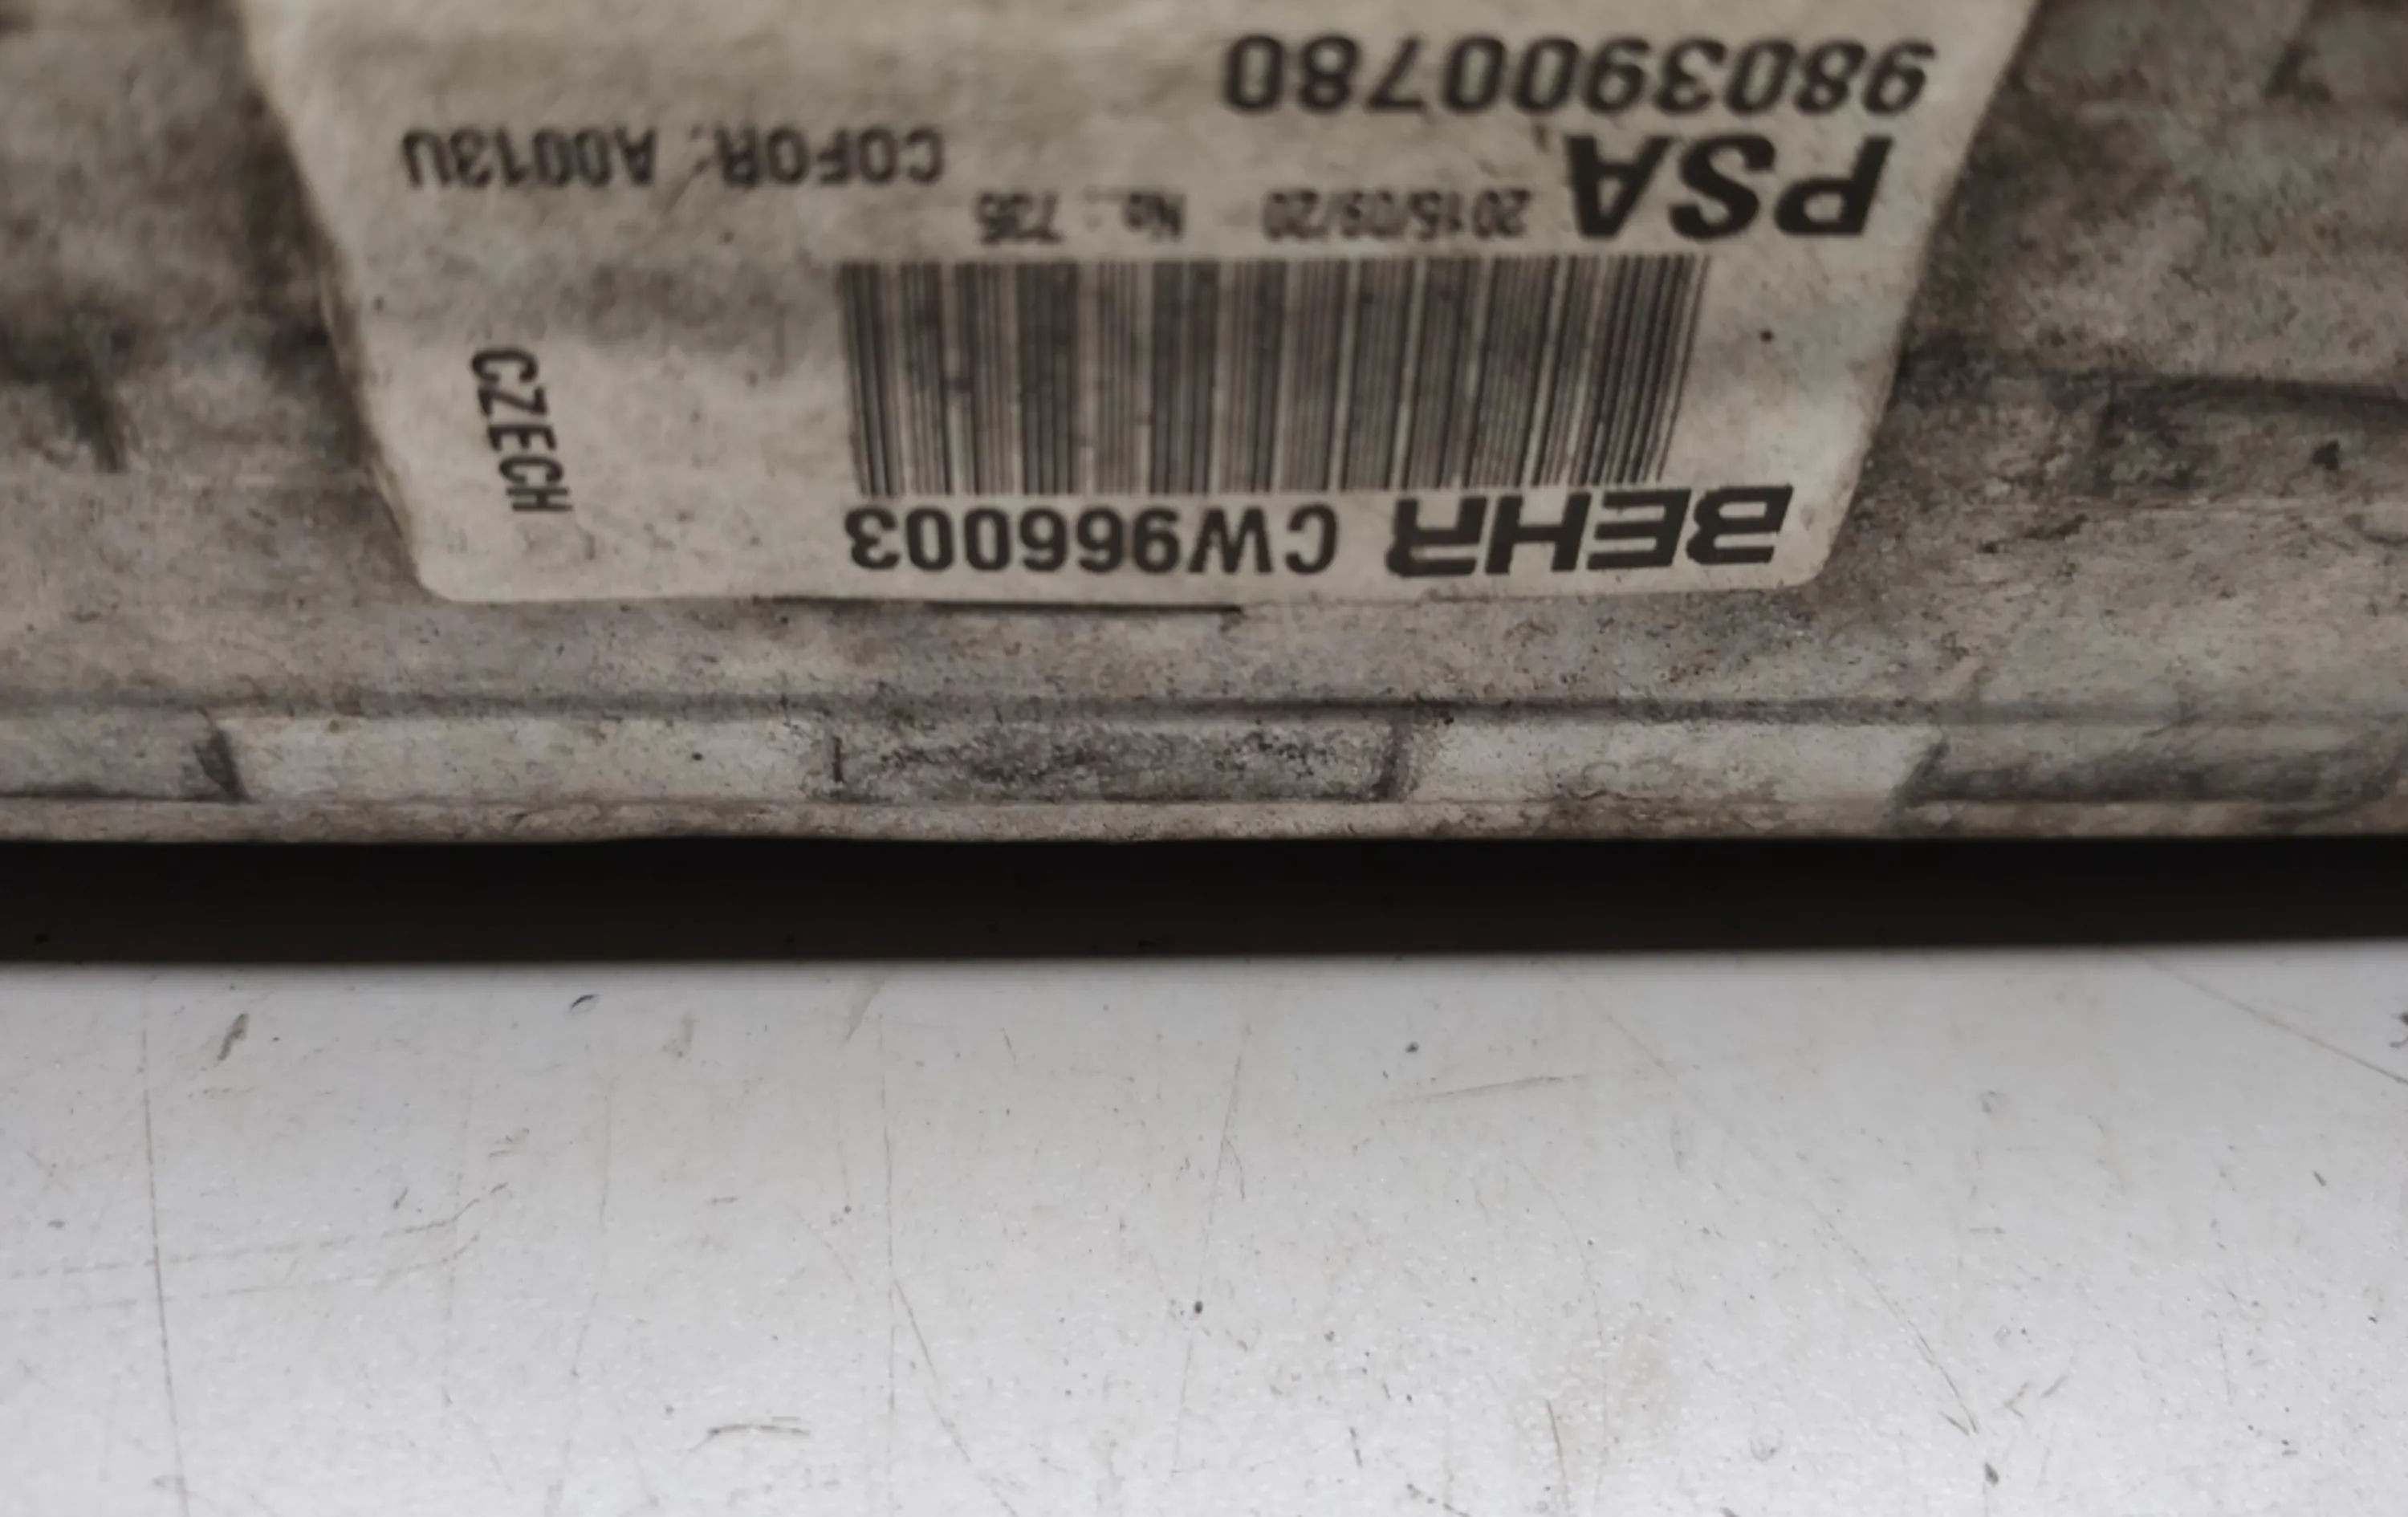 BEHR CW966003
CZECH
PSA 2015/09/20 No.: 735
COFOR: A0013U
9803900780